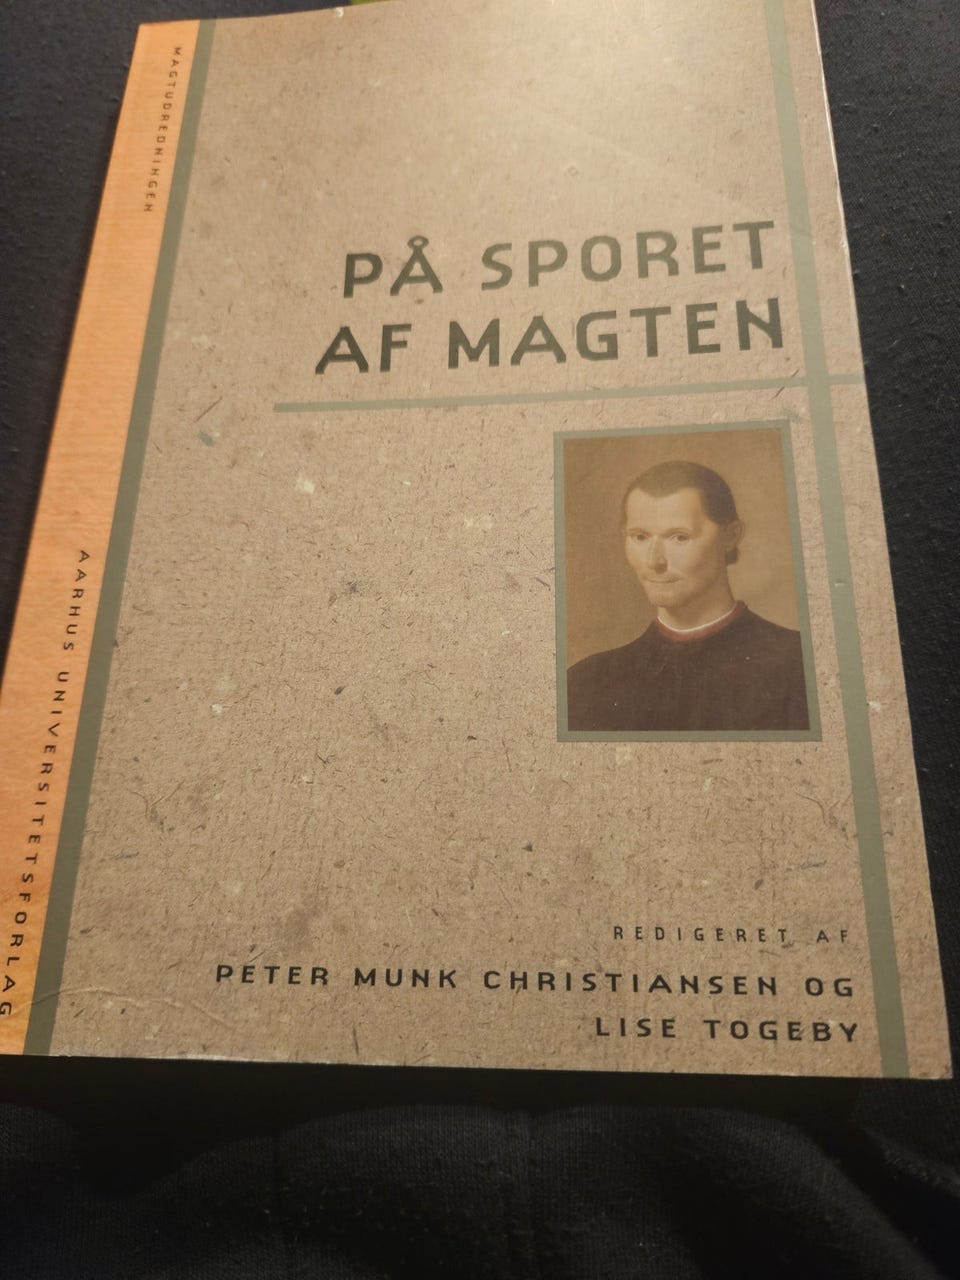 MAGTUDREDNINGEN
AARHUS UNIVERSITETSFORLAG
PÅ SPORET
AF MAGTEN
REDIGERET AF
PETER MUNK CHRISTIANSEN OG
LISE TOGEBY